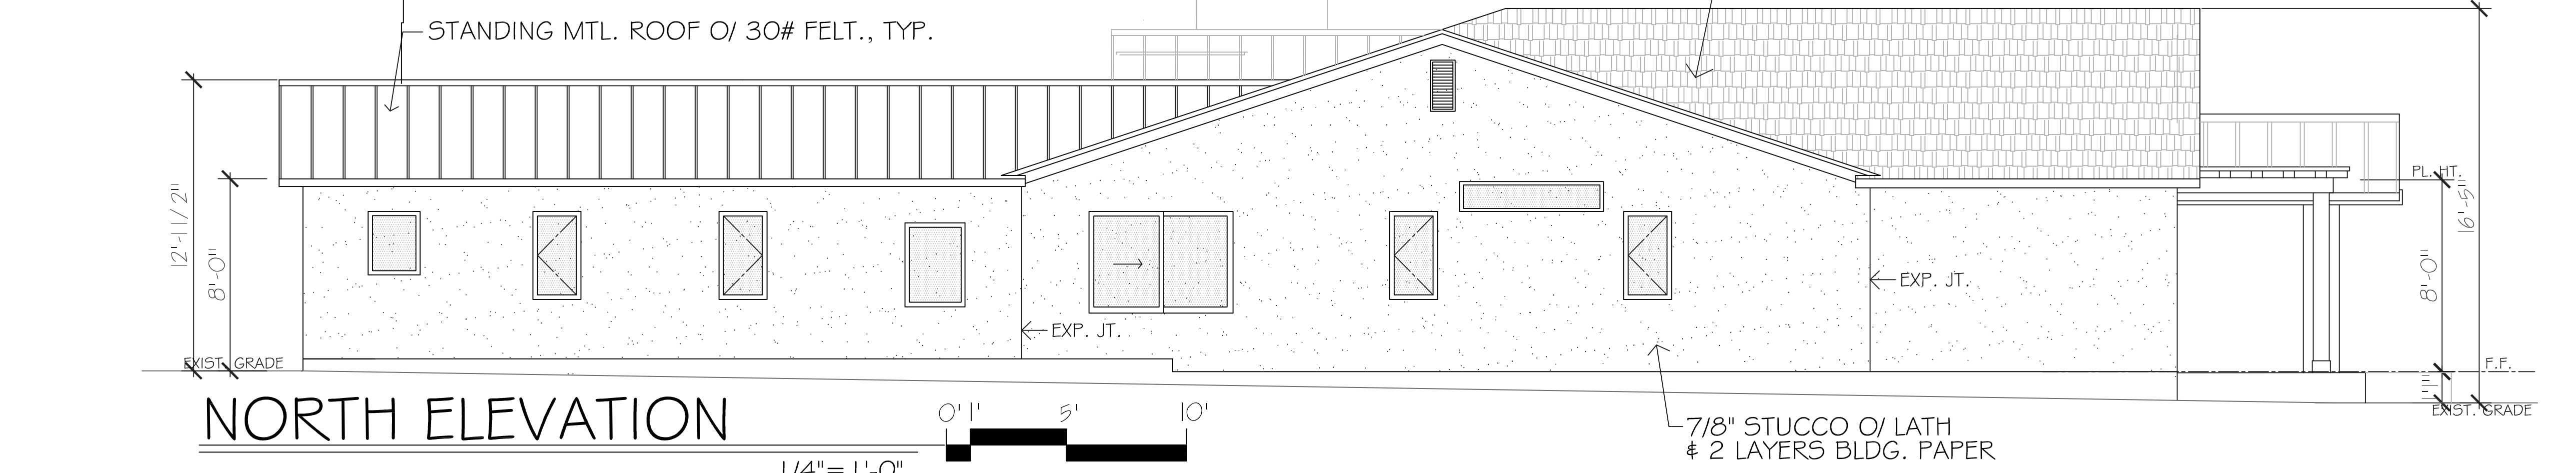 STANDING MTL. ROOF O/ 30# FELT., TYP.
12'-11/2"
8'-0"
PL. HT.
16'-5"
8'-0"
EXP. JT.
EXP. JT.
EXIST. GRADE
F.F.
EXIST. GRADE
NORTH ELEVATION
0' 1' 5' 10'
1/4"= 1'-0"
7/8" STUCCO O/ LATH
& 2 LAYERS BLDG. PAPER